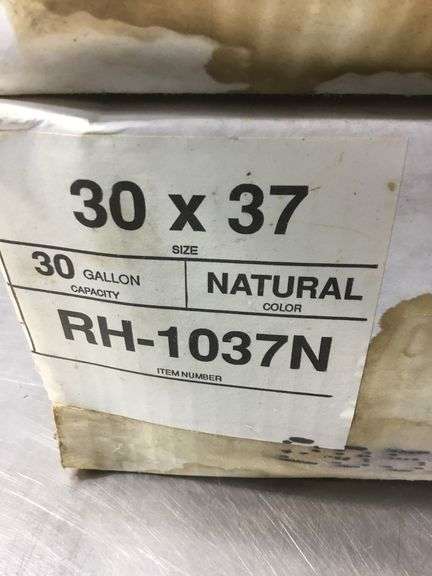 30 x 37
SIZE
30 GALLON
CAPACITY
NATURAL
COLOR
RH-1037N
ITEM NUMBER